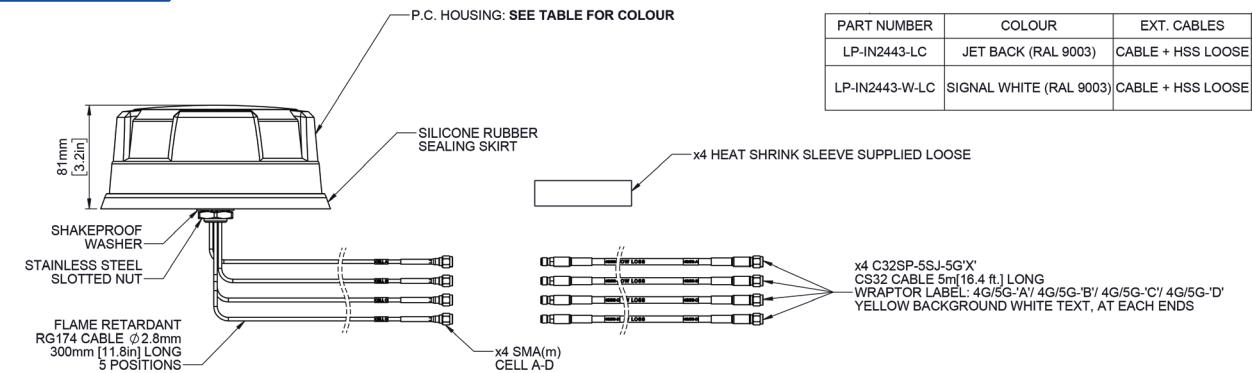 P.C. HOUSING: SEE TABLE FOR COLOUR
PART NUMBER COLOUR EXT. CABLES
LP-IN2443-LC JET BACK (RAL 9003) CABLE + HSS LOOSE
LP-IN2443-W-LC SIGNAL WHITE (RAL 9003) CABLE + HSS LOOSE
81mm
[3.2in]
SILICONE RUBBER
SEALING SKIRT
x4 HEAT SHRINK SLEEVE SUPPLIED LOOSE
SHAKEPROOF
WASHER
STAINLESS STEEL
SLOTTED NUT
FLAME RETARDANT
RG174 CABLE ∅2.8mm
300mm [11.8in] LONG
5 POSITIONS
x4 SMA(m)
CELL A-D
LOSS
LOSS
LOSS
LOSS
x4 C32SP-5SJ-5G'X'
CS32 CABLE 5m[16.4 ft.] LONG
WRAPTOR LABEL: 4G/5G-'A'/ 4G/5G-'B'/ 4G/5G-'C'/ 4G/5G-'D'
YELLOW BACKGROUND WHITE TEXT, AT EACH ENDS